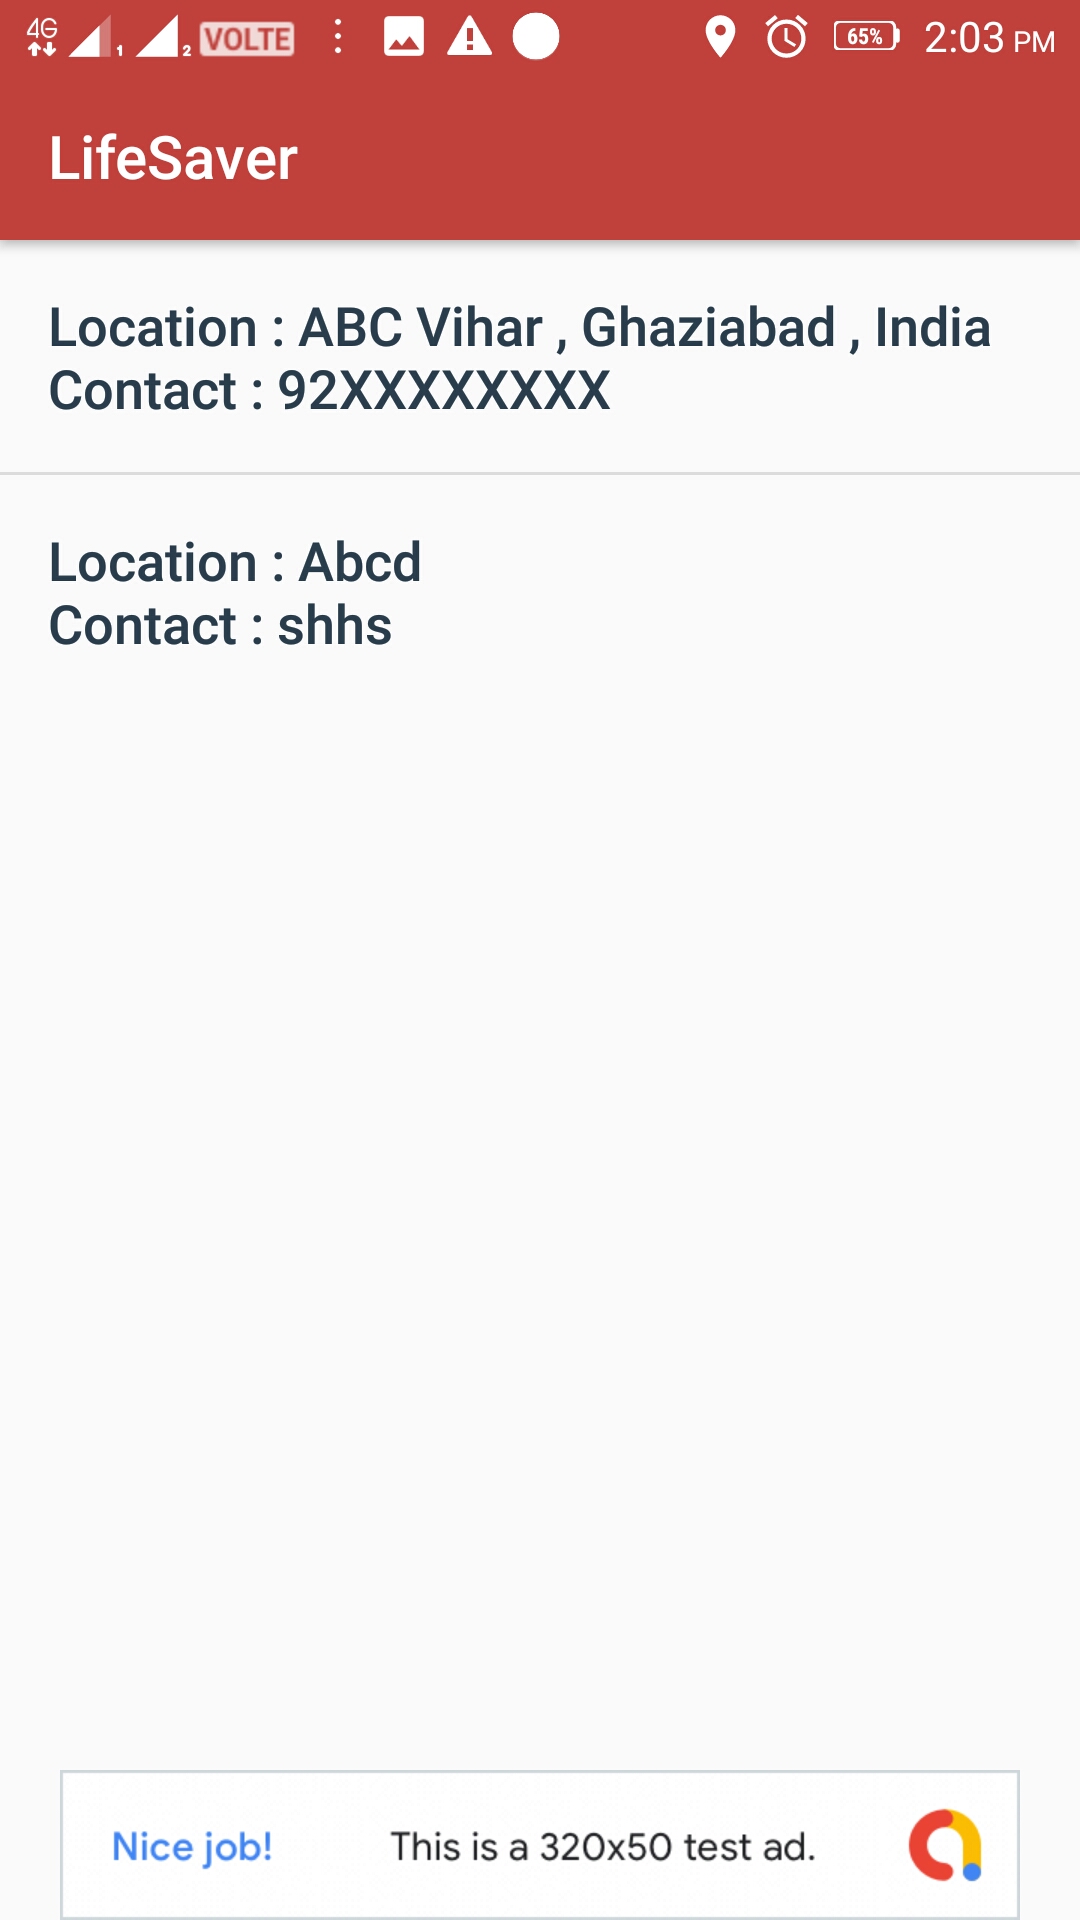 4G 1 2 VOLTE 65% 2:03 PM
LifeSaver
Location : ABC Vihar , Ghaziabad , India
Contact : 92XXXXXXXX
Location : Abcd
Contact : shhs
Nice job! This is a 320x50 test ad.